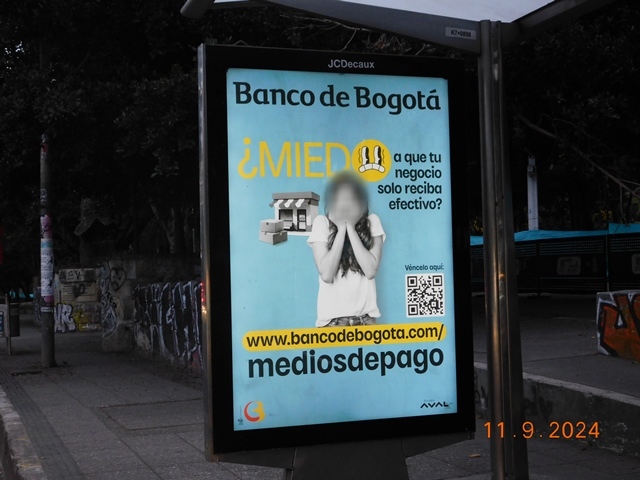 JCDecaux
Banco de Bogotá
¿MIEDO
a que tu
negocio
solo reciba
efectivo?
Véncelo aquí:
www.bancodebogota.com/
mediosdepago
AVAL
11.9.2024